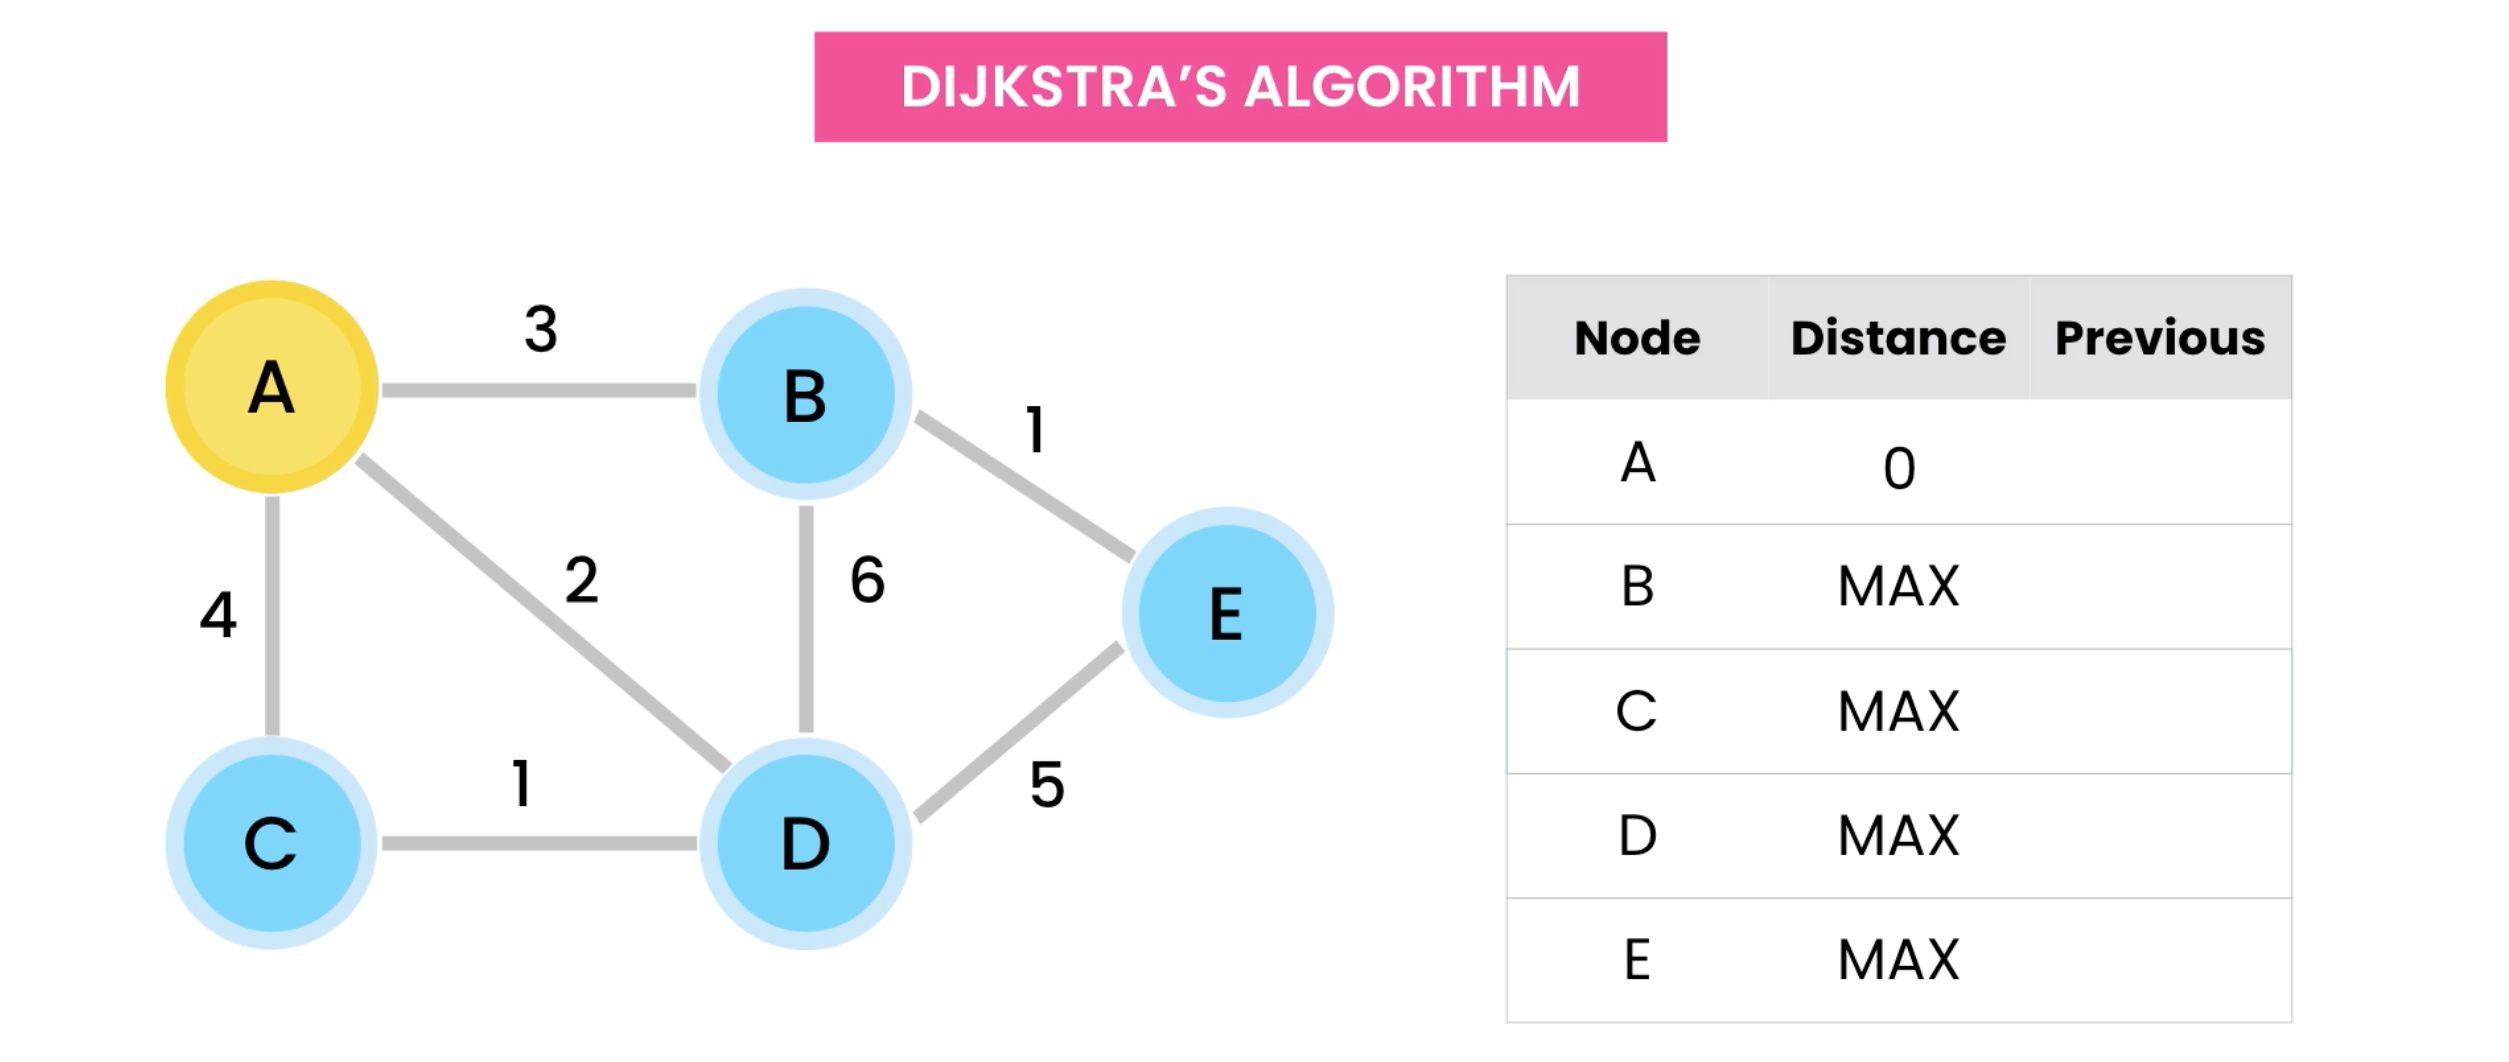 DIJKSTRA’S ALGORITHM
A
3
B
1
4
2
6
E
C
1
D
5
Node Distance Previous
A 0
B MAX
C MAX
D MAX
E MAX